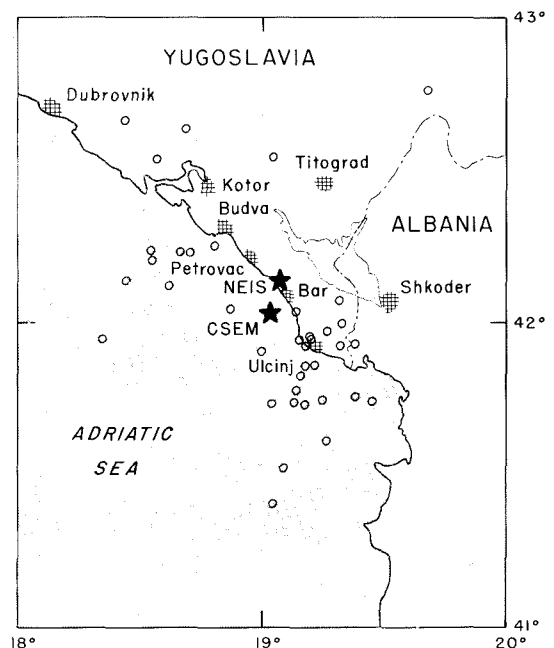 43°
YUGOSLAVIA
Dubrovnik
Titograd
Kotor
Budva
ALBANIA
Petrovac
NEIS
Bar
Shkoder
CSEM
42°
Ulcinj
ADRIATIC
SEA
41°
18°
19°
20°